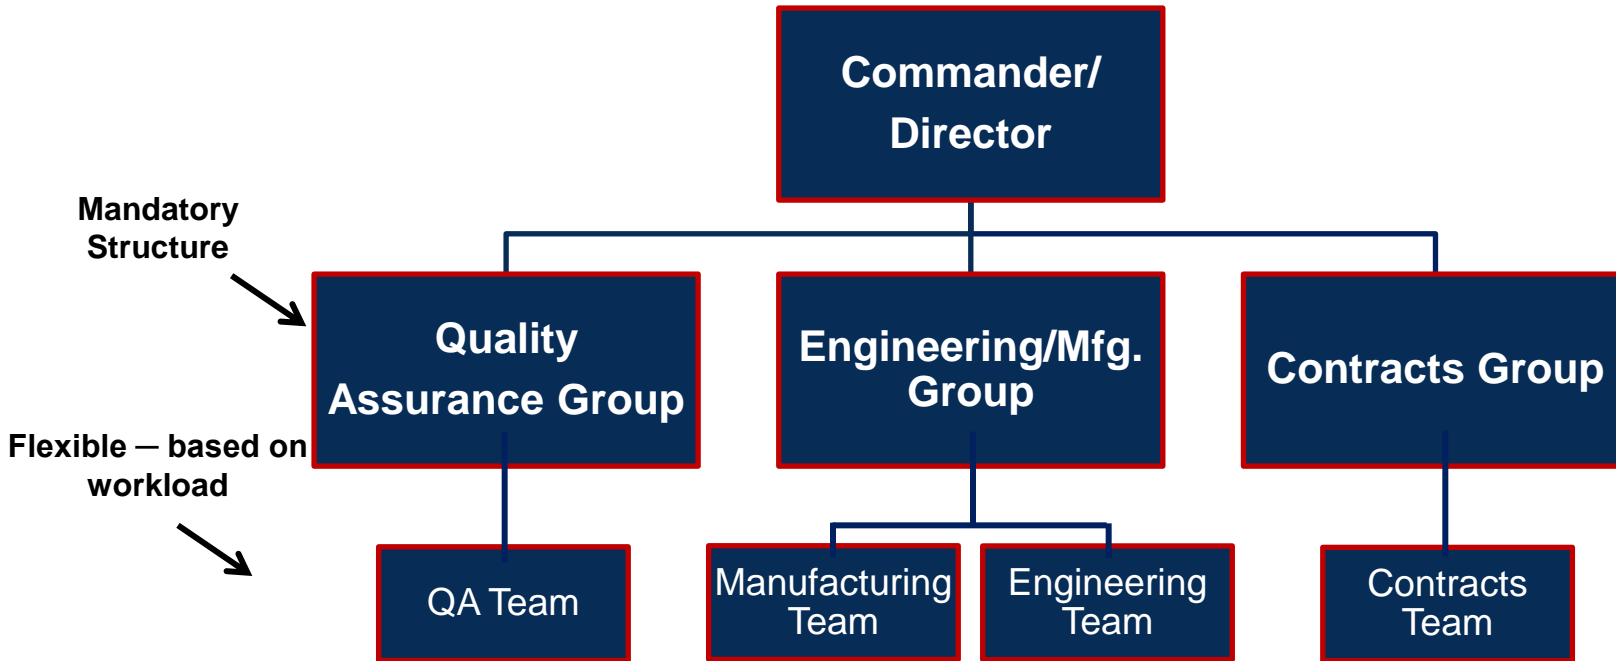 Commander/
Director
Mandatory
Structure
Quality
Assurance Group
Engineering/Mfg.
Group
Contracts Group
Flexible — based on
workload
QA Team
Manufacturing
Team
Engineering
Team
Contracts
Team